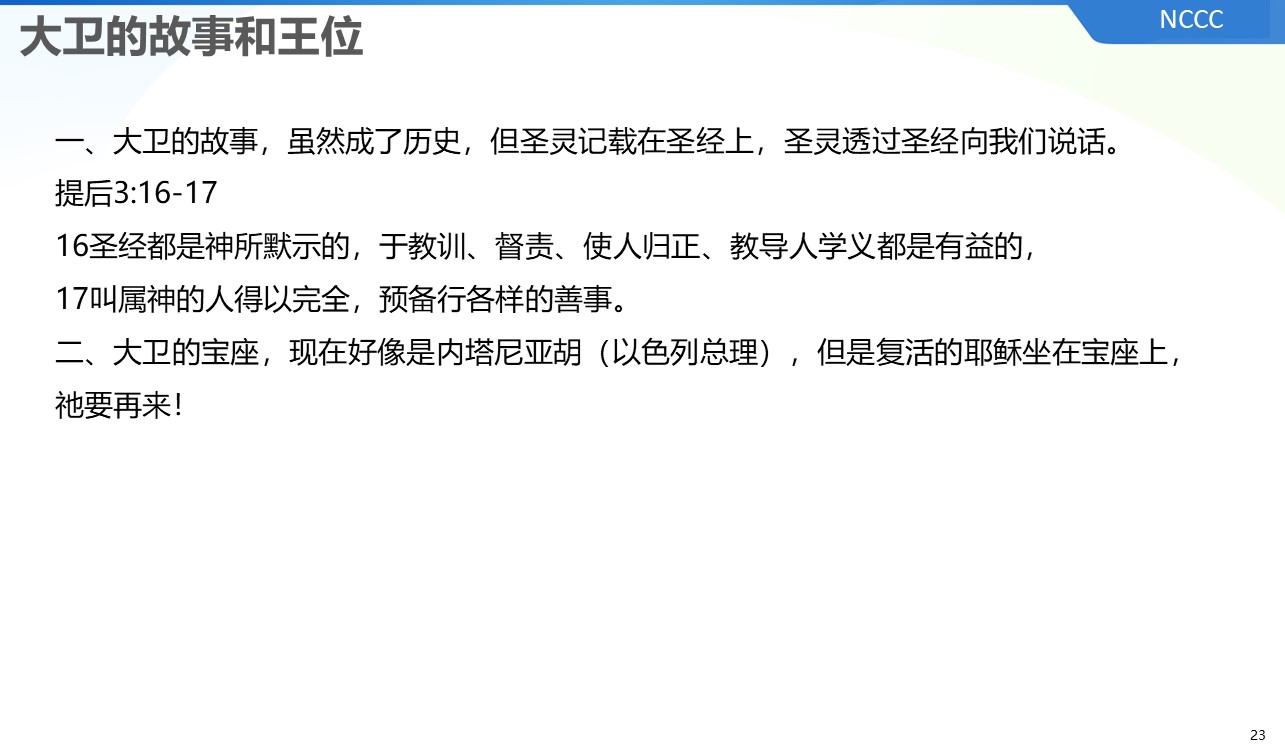 大卫的故事和王位
NCCC
一、大卫的故事，虽然成了历史，但圣灵记载在圣经上，圣灵透过圣经向我们说话。
提后3:16-17
16圣经都是神所默示的，于教训、督责、使人归正、教导人学义都是有益的，
17叫属神的人得以完全，预备行各样的善事。
二、大卫的宝座，现在好像是内塔尼亚胡（以色列总理），但是复活的耶稣坐在宝座上，
祂要再来！
23